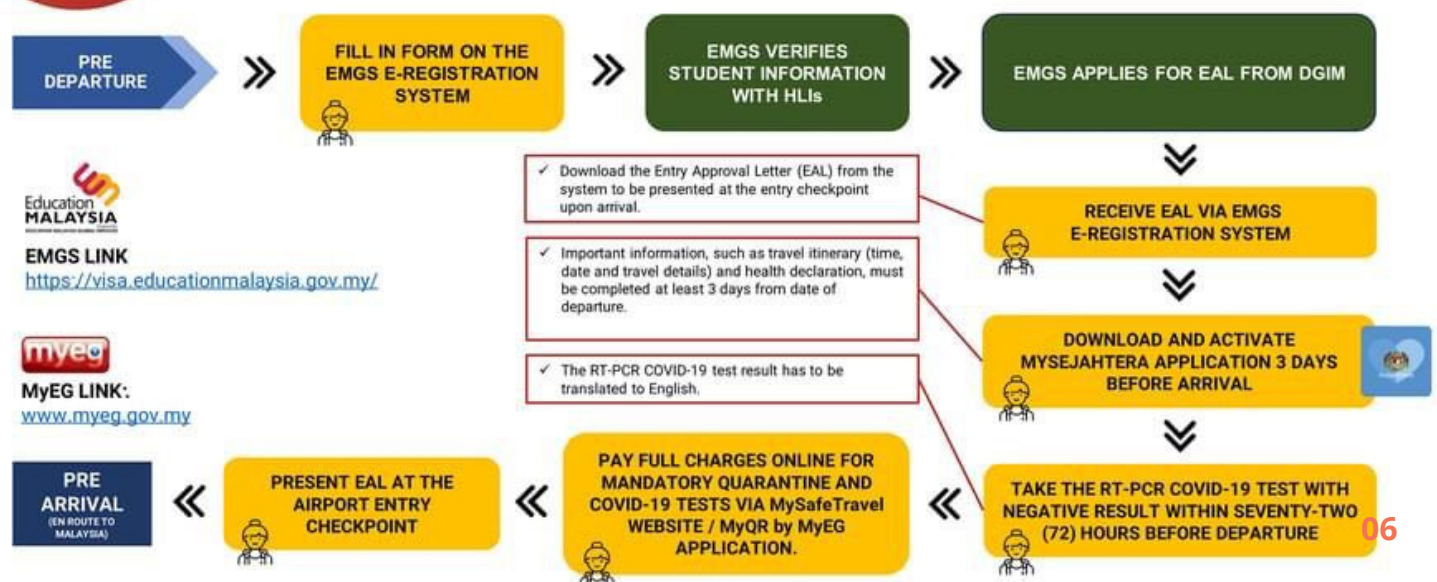 PRE
DEPARTURE
FILL IN FORM ON THE
EMGS E-REGISTRATION
SYSTEM
EMGS VERIFIES
STUDENT INFORMATION
WITH HLIs
EMGS APPLIES FOR EAL FROM DGIM
Education
MALAYSIA
EMGS LINK
https://visa.educationmalaysia.gov.my/
✓ Download the Entry Approval Letter (EAL) from the
system to be presented at the entry checkpoint
upon arrival.
RECEIVE EAL VIA EMGS
E-REGISTRATION SYSTEM
✓ Important information, such as travel itinerary (time,
date and travel details) and health declaration, must
be completed at least 3 days from date of
departure.
DOWNLOAD AND ACTIVATE
MYSEJAHTERA APPLICATION 3 DAYS
BEFORE ARRIVAL
myeg
MyEG LINK:.
www.myeg.gov.my
✓ The RT-PCR COVID-19 test result has to be
translated to English.
TAKE THE RT-PCR COVID-19 TEST WITH
NEGATIVE RESULT WITHIN SEVENTY-TWO
(72) HOURS BEFORE DEPARTURE
PAY FULL CHARGES ONLINE FOR
MANDATORY QUARANTINE AND
COVID-19 TESTS VIA MySafeTravel
WEBSITE / MyQR by MyEG
APPLICATION.
PRESENT EAL AT THE
AIRPORT ENTRY
CHECKPOINT
PRE
ARRIVAL
(EN ROUTE TO
MALAYSIA)
06